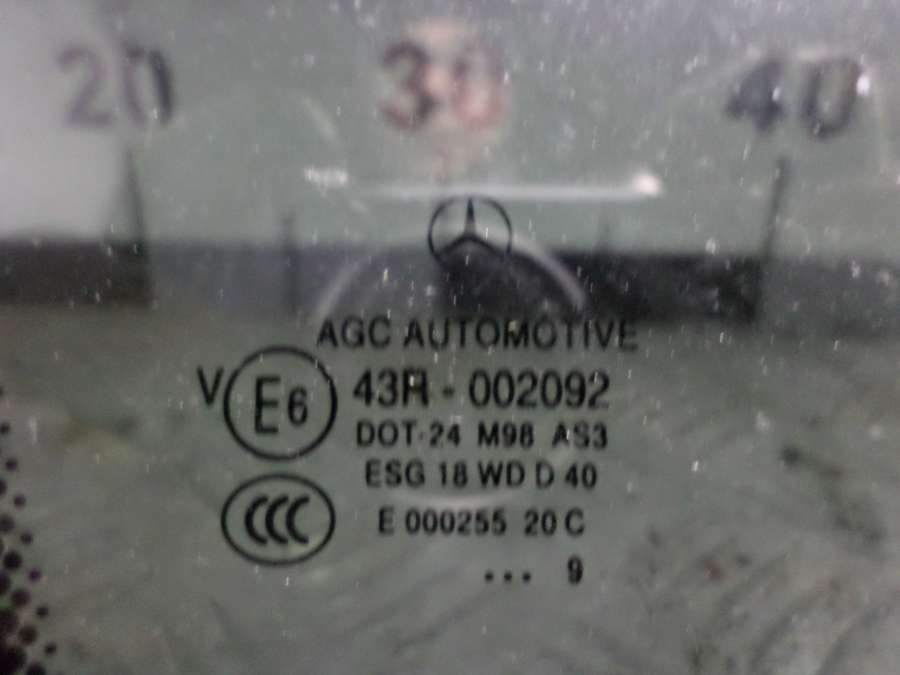 20 30 40
AGC AUTOMOTIVE
V E6 43R - 002092
DOT-24 M98 AS3
ESG 18 WD D 40
CCC E 000255 20 C
... 9